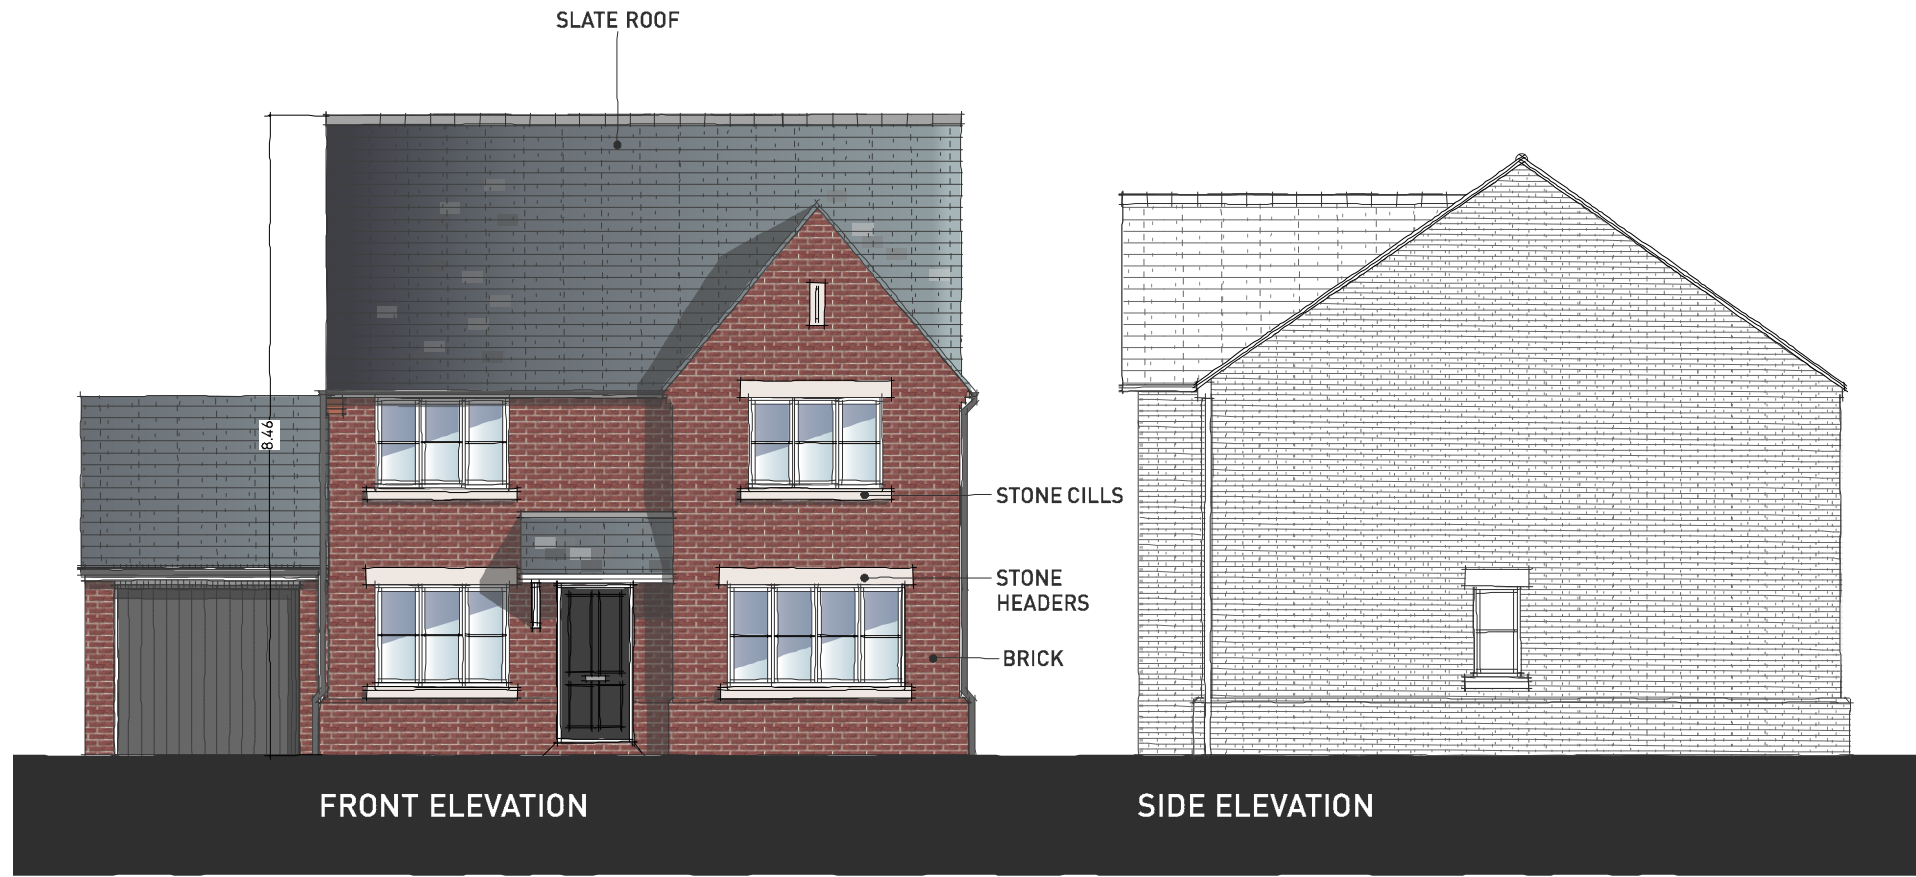 SLATE ROOF
8.46
STONE CILLS
STONE
HEADERS
BRICK
FRONT ELEVATION
SIDE ELEVATION